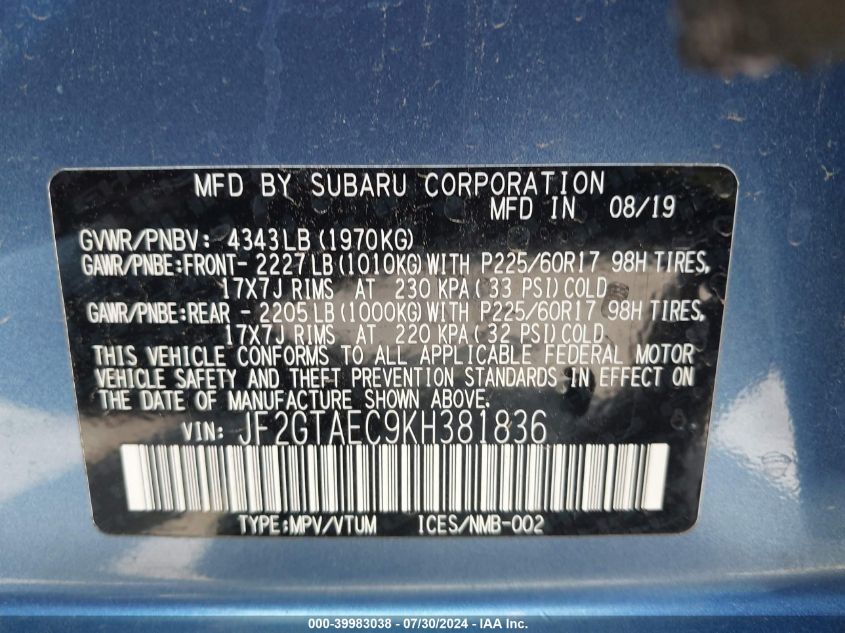 MFD BY SUBARU CORPORATION
MFD IN 08/19
GVWR/PNBV: 4343LB (1970KG)
GAWR/PNBE:FRONT- 2227LB(1010KG)WITH P225/60R17 98H TIRES,
17X7J RIMS AT 230 KPA(33 PSI)COLD
GAWR/PNBE:REAR - 2205LB(1000KG)WITH P225/60R17 98H TIRES,
17X7J RIMS AT 220 KPA(32 PSI)COLD
THIS VEHICLE CONFORMS TO ALL APPLICABLE FEDERAL MOTOR
VEHICLE SAFETY AND THEFT PREVENTION STANDARDS IN EFFECT ON
THE DATE OF MANUFACTURE SHOWN ABOVE.
VIN: JF2GTAEC9KH381836
TYPE:MPV/VTUM ICES/NMB-002
000-39983038 - 07/30/2024 - IAA Inc.